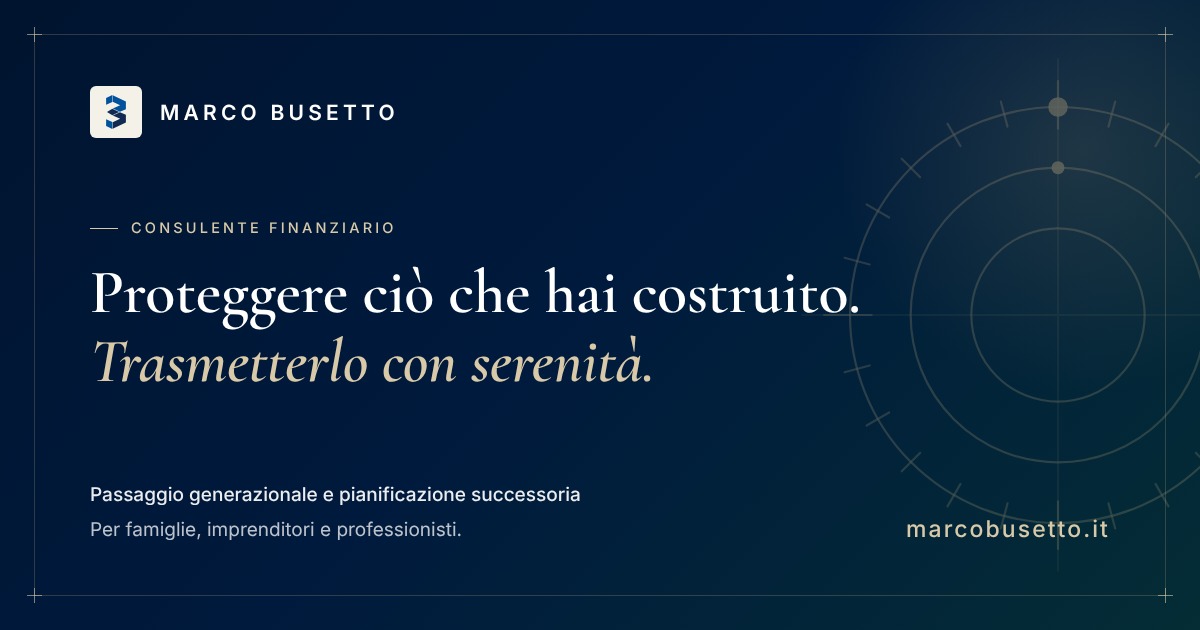 MARCO BUSETTO
CONSULENTE FINANZIARIO
Proteggere ciò che hai costruito.
Trasmetterlo con serenità.
Passaggio generazionale e pianificazione successoria
Per famiglie, imprenditori e professionisti.
marcobusetto.it